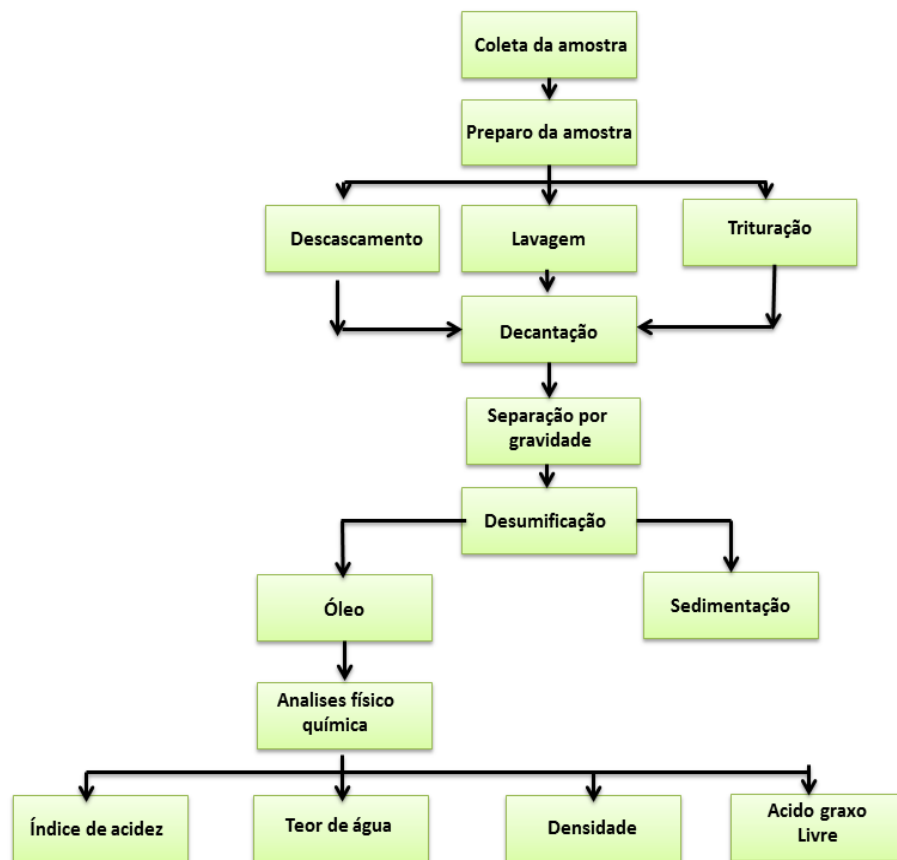 Coleta da amostra
Preparo da amostra
Descascamento
Lavagem
Trituração
Decantação
Separação por
gravidade
Desumificação
Óleo
Sedimentação
Analises físico
química
Índice de acidez
Teor de água
Densidade
Acido graxo
Livre